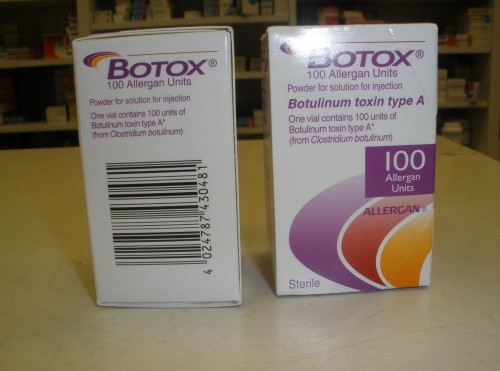 BOTOX®
100 Allergan Units
Powder for solution for injection
One vial contains 100 units of
Botulinum toxin type A*
(from Clostridium botulinum)
4 024787 430481
BOTOX®
100 Allergan Units
Powder for solution for injection
Botulinum toxin type A
One vial contains 100 units of
Botulinum toxin type A*
(from Clostridium botulinum)
100
Allergan
Units
ALLERGAN®
Sterile